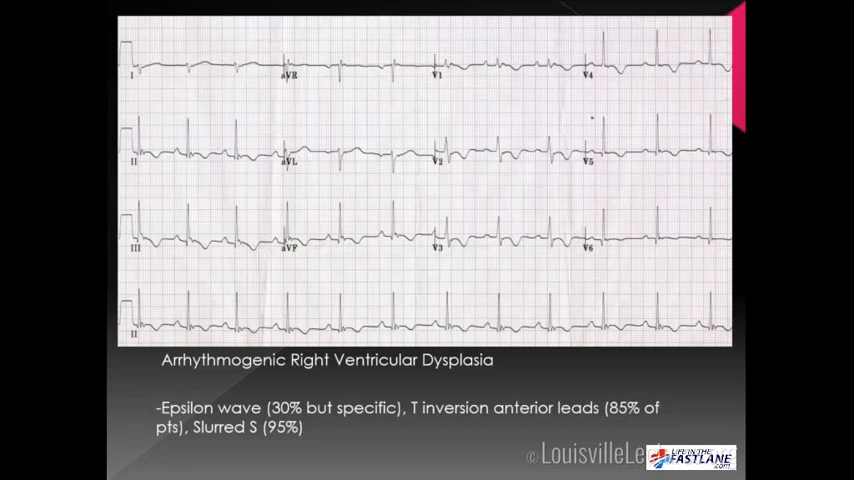 I aVR V1 V4
II aVL V2 V5
III aVF V3 V6
II
Arrhythmogenic Right Ventricular Dysplasia
-Epsilon wave (30% but specific), T inversion anterior leads (85% of
pts), Slurred S (95%)
© LouisvilleLe
LIFE IN THE
FASTLANE
.com